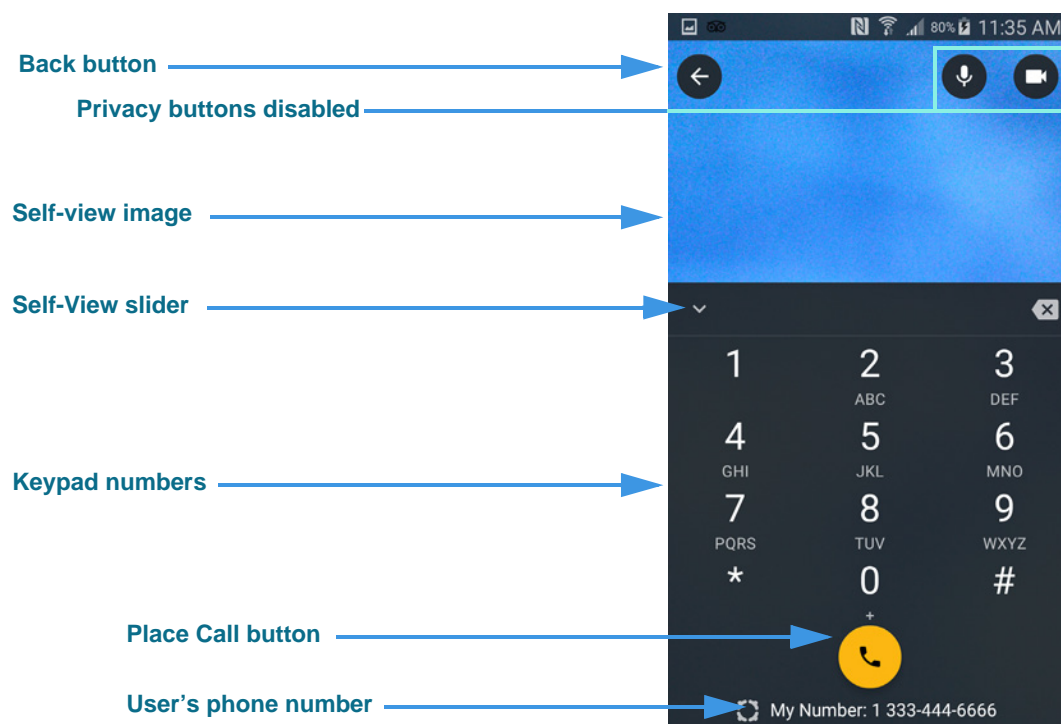 80% 11:35 AM
Back button
Privacy buttons disabled
Self-view image
Self-View slider
1 2 3
ABC DEF
4 5 6
GHI JKL MNO
Keypad numbers
7 8 9
PQRS TUV WXYZ
* 0 #
+
Place Call button
User’s phone number
My Number: 1 333-444-6666